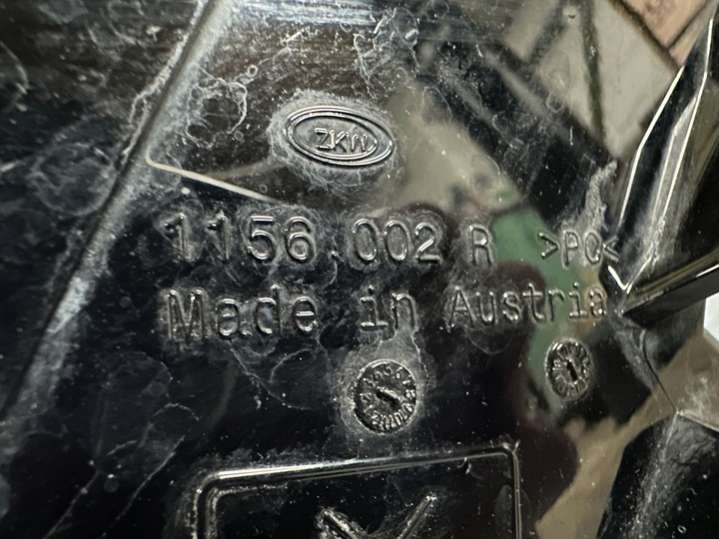 ZKW
1156.002 R >PC<
Made in Austria